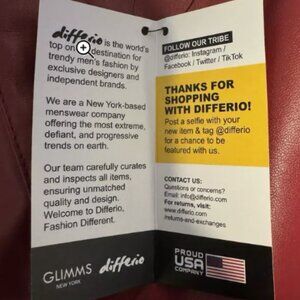 differio is the world's
top on destination for
trendy men's fashion by
exclusive designers and
independent brands.
We are a New York-based
menswear company
offering the most extreme,
defiant, and progressive
trends on earth.
Our team carefully curates
and inspects all items,
ensuring unmatched
quality and design.
Welcome to Differio,
Fashion Different.
GLIMMS
NEW YORK
differio
FOLLOW OUR TRIBE
@differio: Instagram /
Facebook / Twitter / TikTok
THANKS FOR
SHOPPING
WITH DIFFERIO!
Post a selfie with your
new item & tag @differio
for a chance to be
featured with us.
CONTACT US:
Questions or concerns?
Email: info@differio.com
For returns, visit:
www.differio.com
/returns-and-exchanges
PROUD
USA
COMPANY